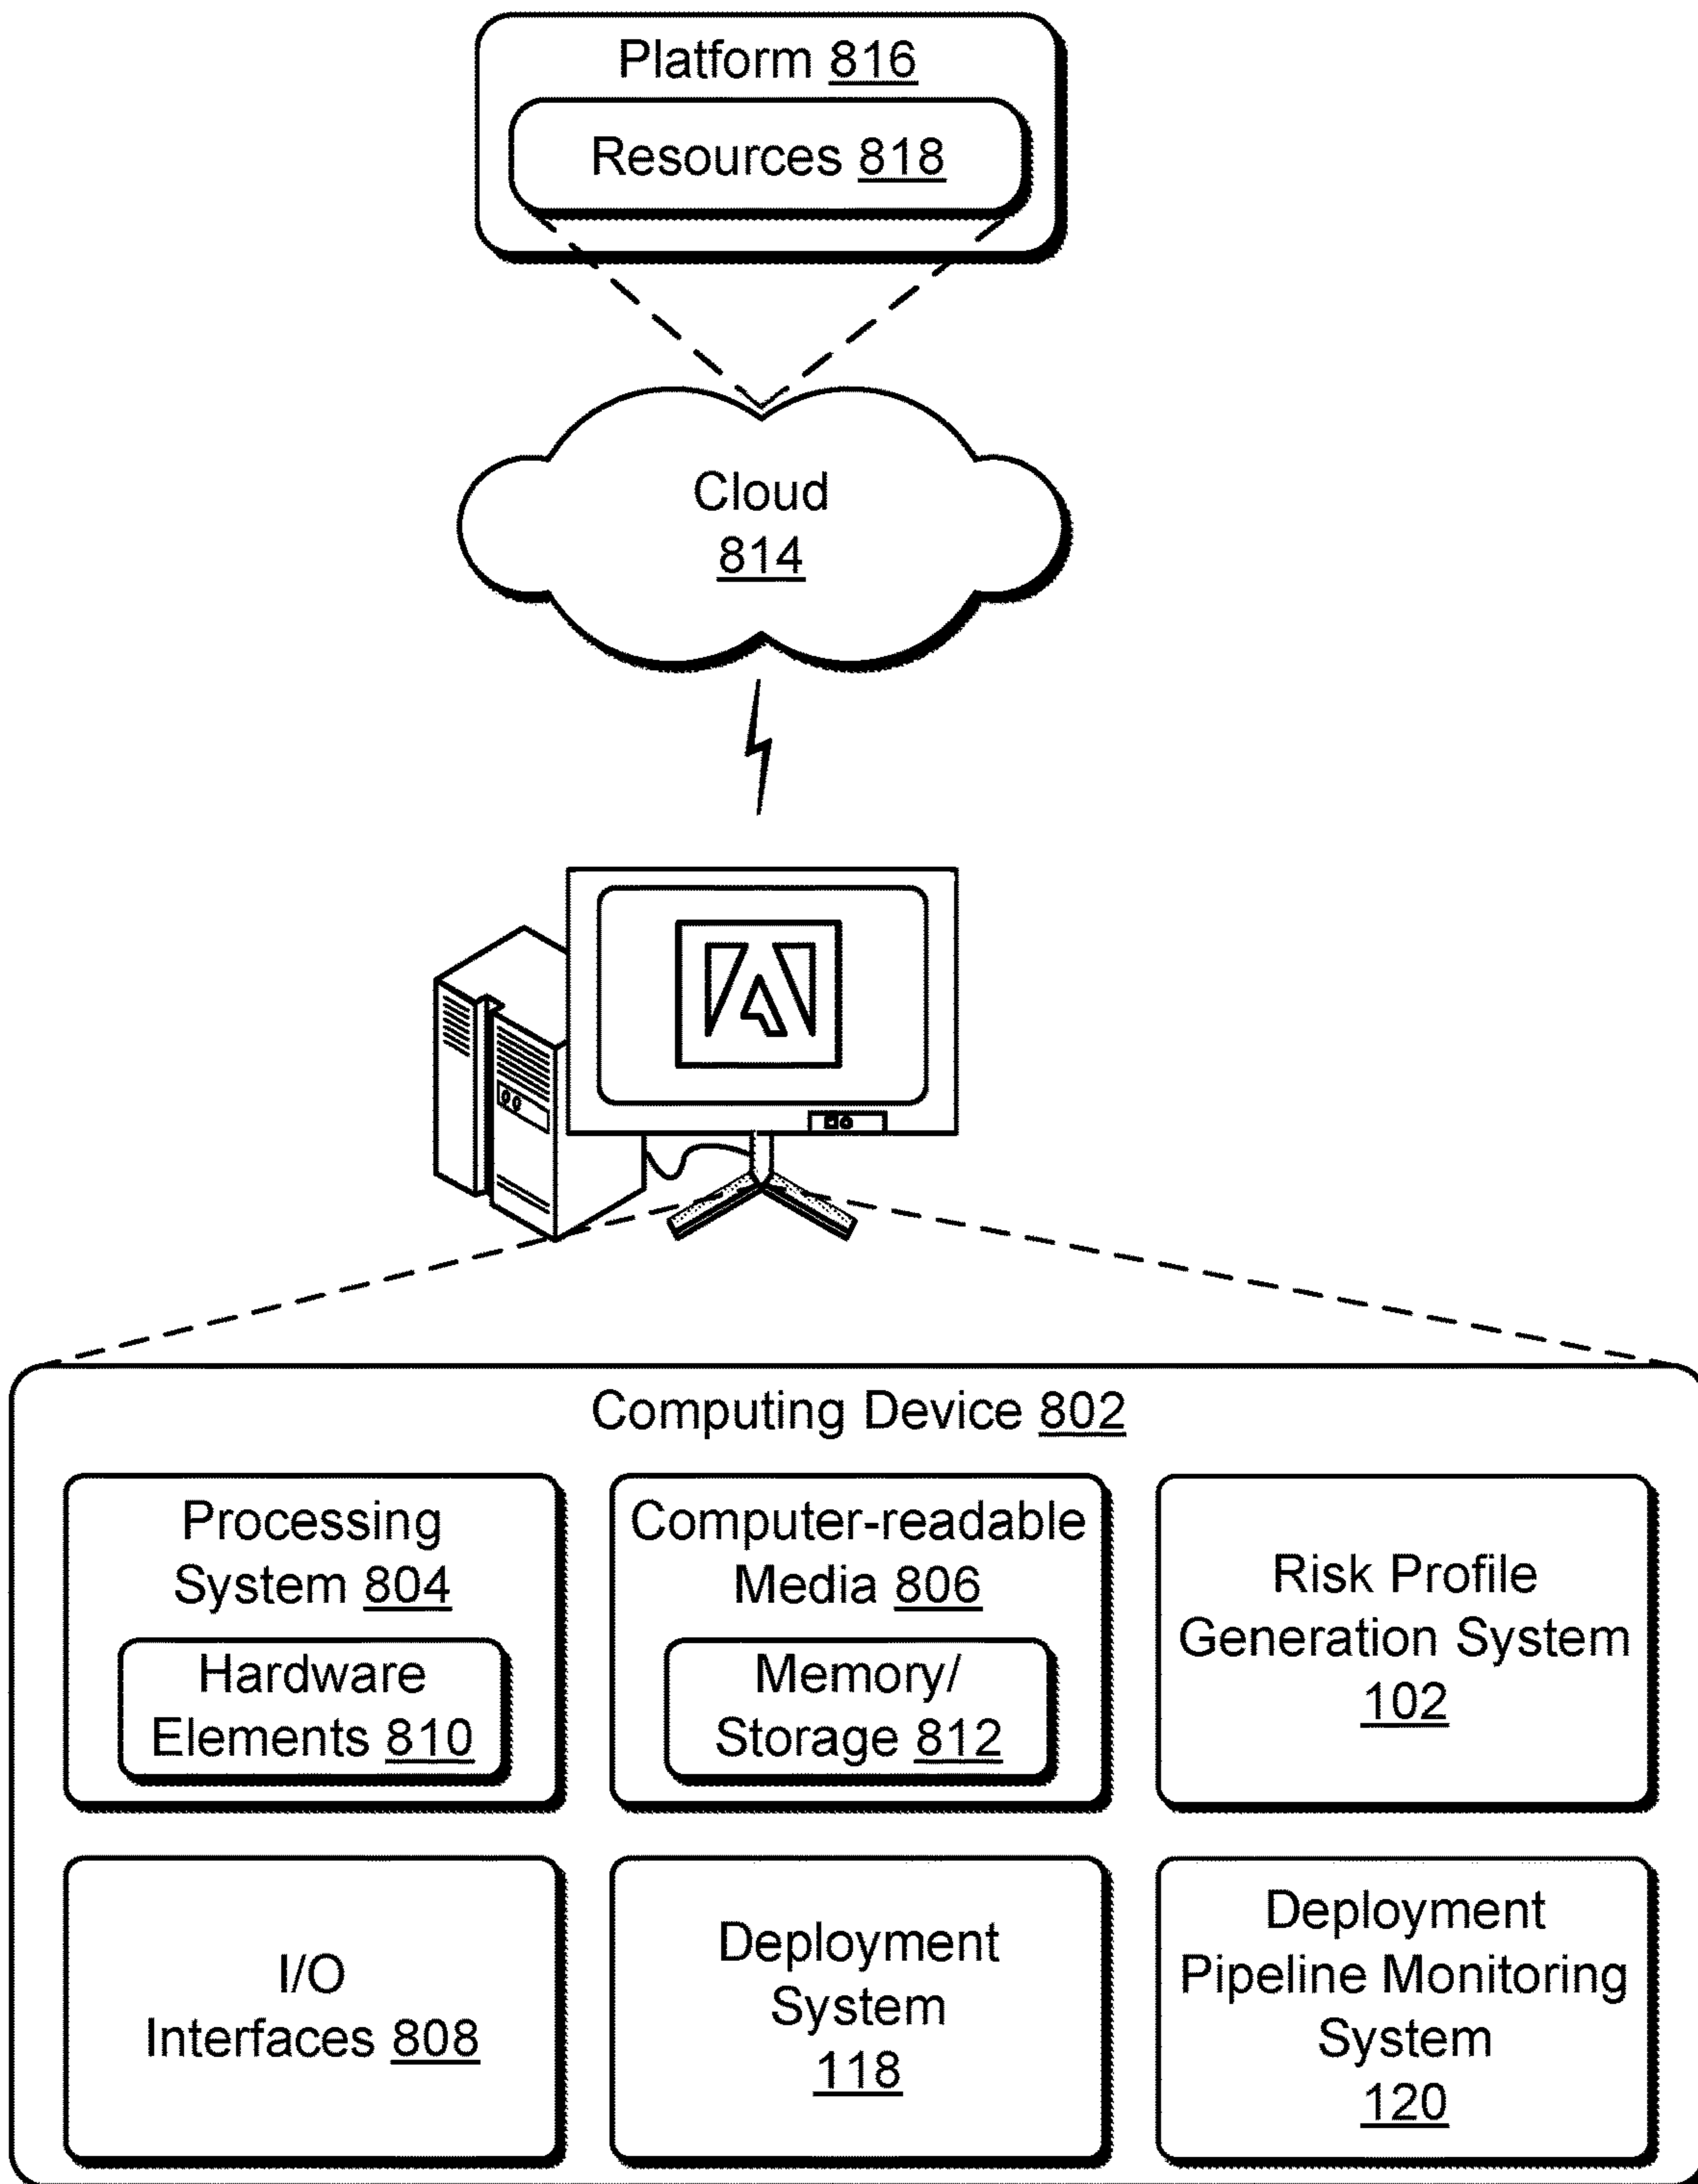 Platform 816
Resources 818
Cloud
814
Computing Device 802
Processing
System 804
Hardware
Elements 810
Computer-readable
Media 806
Memory/
Storage 812
Risk Profile
Generation System
102
I/O
Interfaces 808
Deployment
System
118
Deployment
Pipeline Monitoring
System
120